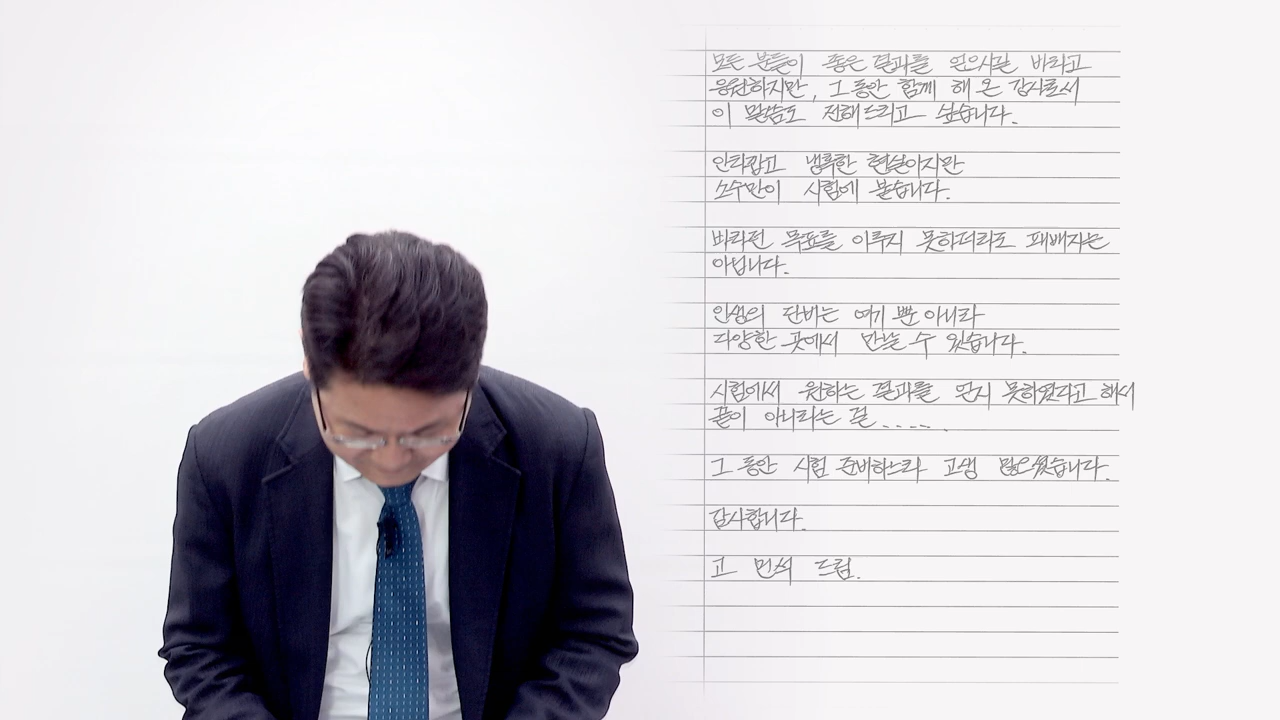 모든 분들이 좋은 결과를 얻으시길 바라고
응원하지만, 그동안 함께 해 온 강사로서
이 말씀도 전해드리고 싶습니다.
안타깝고 냉혹한 현실이지만
소수만이 시험에 붙습니다.
바라던 목표를 이루지 못하더라도 패배자는
아닙니다.
인생의 단비는 여기 뿐 아니라
다양한 곳에서 만날 수 있습니다.
시험에서 원하는 결과를 얻지 못하였다고 해서
끝이 아니라는 걸.....
그 동안 시험 준비하느라 고생 많으셨습니다.
감사합니다.
고 민석 드림.